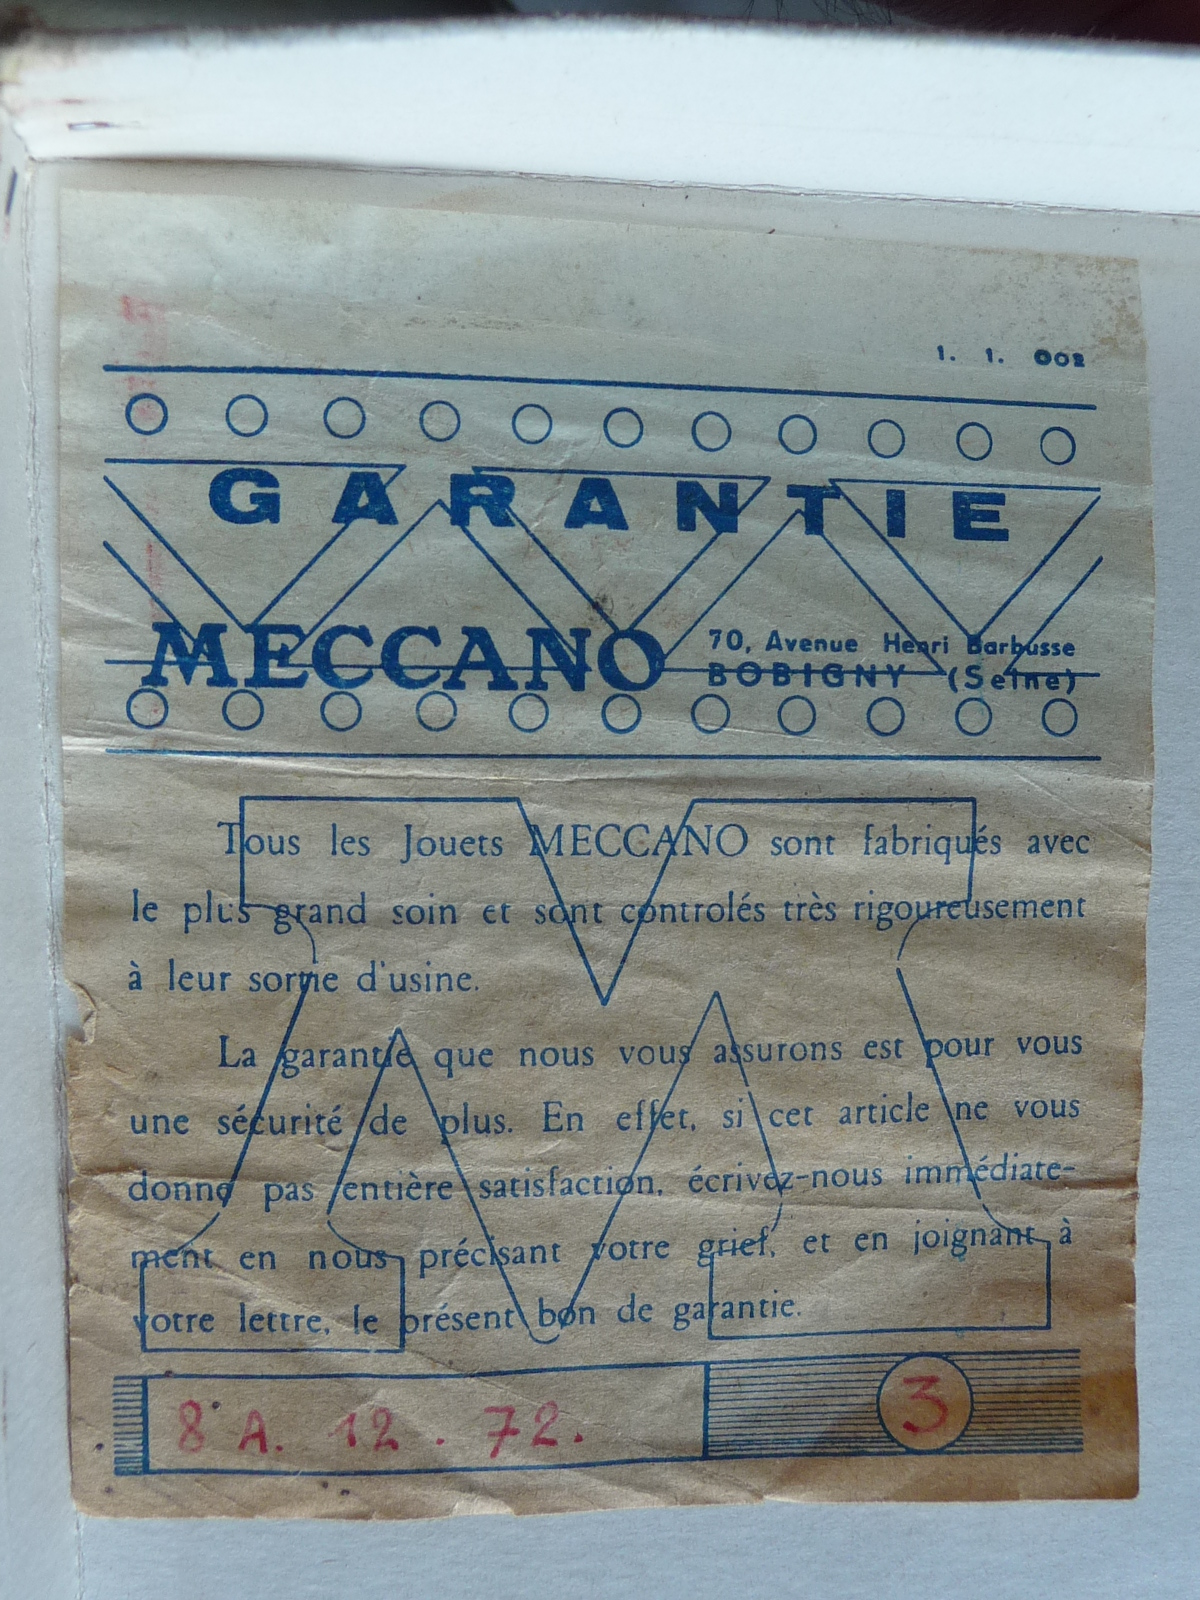 1. 1. 002
GARANTIE
MECCANO
70, Avenue Henri Barbusse
BOBIGNY (Seine)
Tous les Jouets MECCANO sont fabriqués avec
le plus grand soin et sont controlés très rigoureusement
à leur sortie d'usine.
La garantie que nous vous assurons est pour vous
une sécurité de plus. En effet, si cet article ne vous
donne pas entière satisfaction, écrivez-nous immédiate-
ment en nous précisant votre grief, et en joignant à
votre lettre, le présent bon de garantie.
8 A. 12. 72.
3